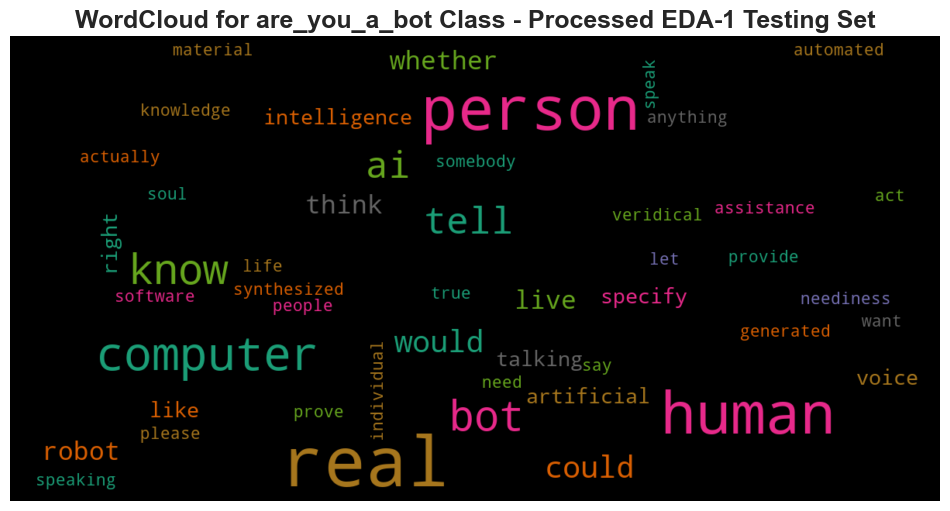 WordCloud for are_you_a_bot Class - Processed EDA-1 Testing Set
material
automated
whether
speak
knowledge
intelligence
person
anything
actually
ai
somebody
soul
think
act
right
tell
veridical
assistance
know
life
let
provide
software
synthesized
people
true
live
specify
neediness
generated
want
computer
would
talking
say
individual
need
artificial
voice
like
prove
please
bot
human
robot
real
could
speaking